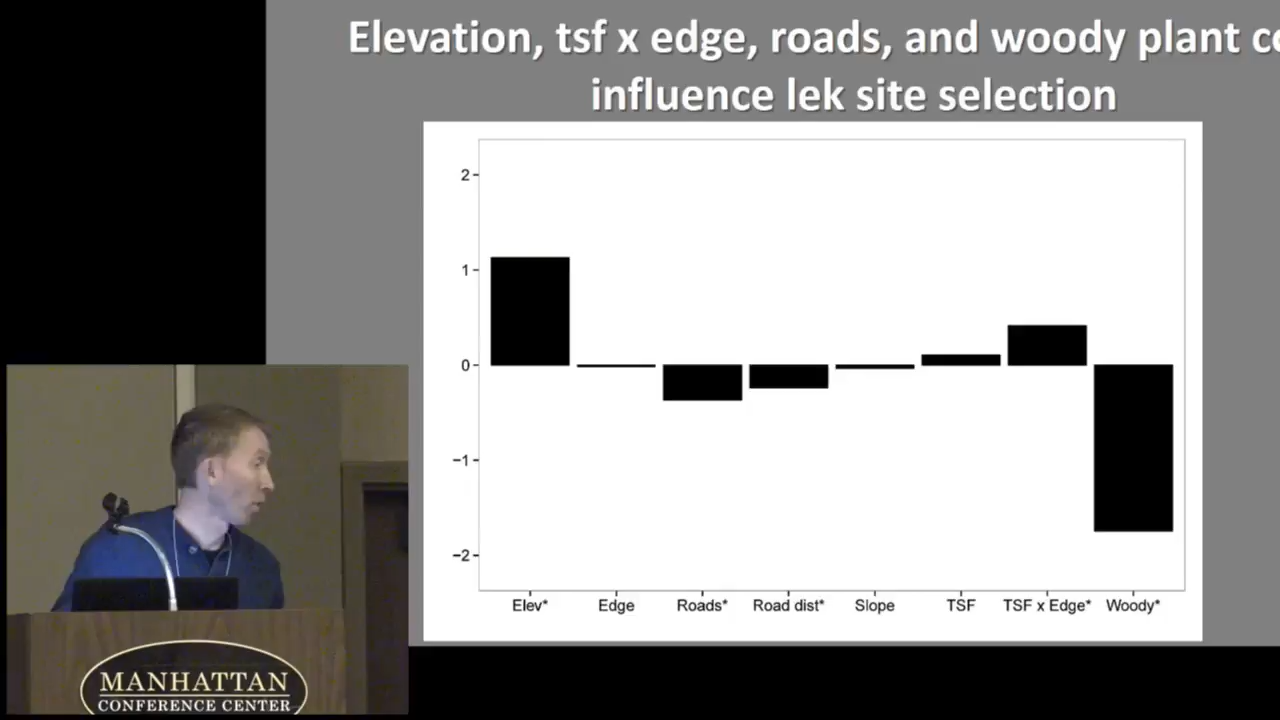 Elevation, tsf x edge, roads, and woody plant
influence lek site selection
2
1
0
−1
−2
Elev* Edge Roads* Road dist* Slope TSF TSF x Edge* Woody*
MANHATTAN
CONFERENCE CENTER